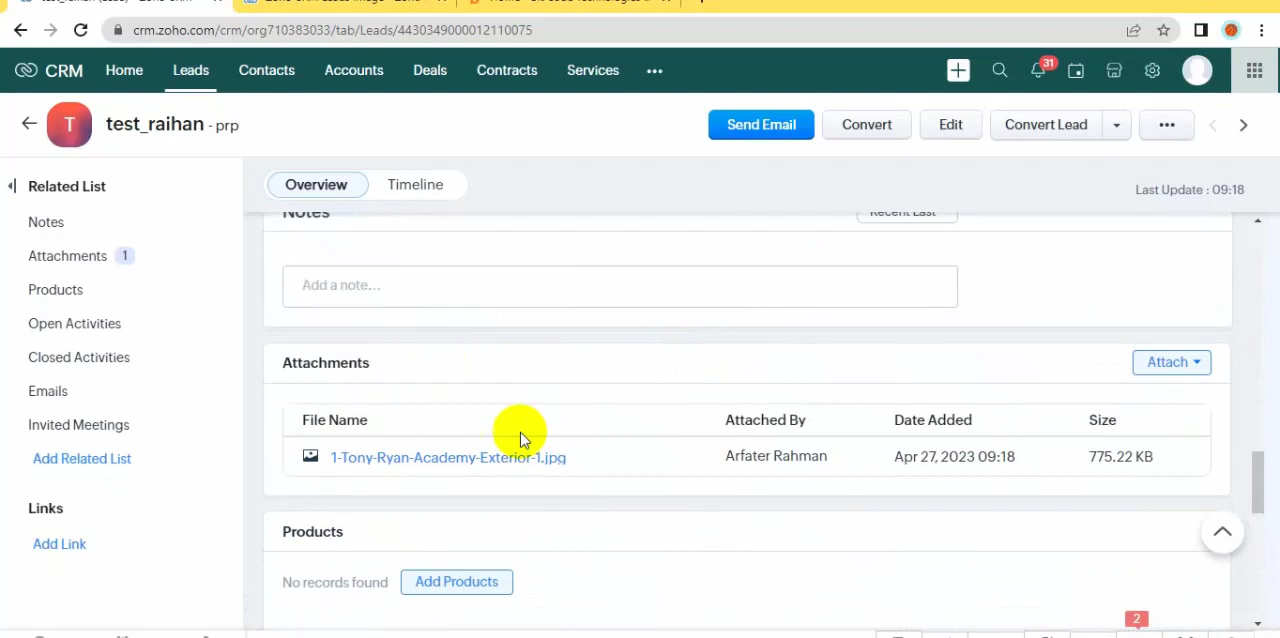 crm.zoho.com/crm/org710383033/tab/Leads/4430349000012110075
CRM Home Leads Contacts Accounts Deals Contracts Services ••• 31
T test_raihan - prp Send Email Convert Edit Convert Lead •••
Related List Overview Timeline Last Update : 09:18
Notes
Recent Last
Notes
Add a note...
Attachments 1
Products
Open Activities
Closed Activities
Emails
Invited Meetings
Add Related List
Links
Add Link
Attachments Attach
File Name Attached By Date Added Size
1-Tony-Ryan-Academy-Exterior-1.jpg Arfater Rahman Apr 27, 2023 09:18 775.22 KB
Products
No records found Add Products
2